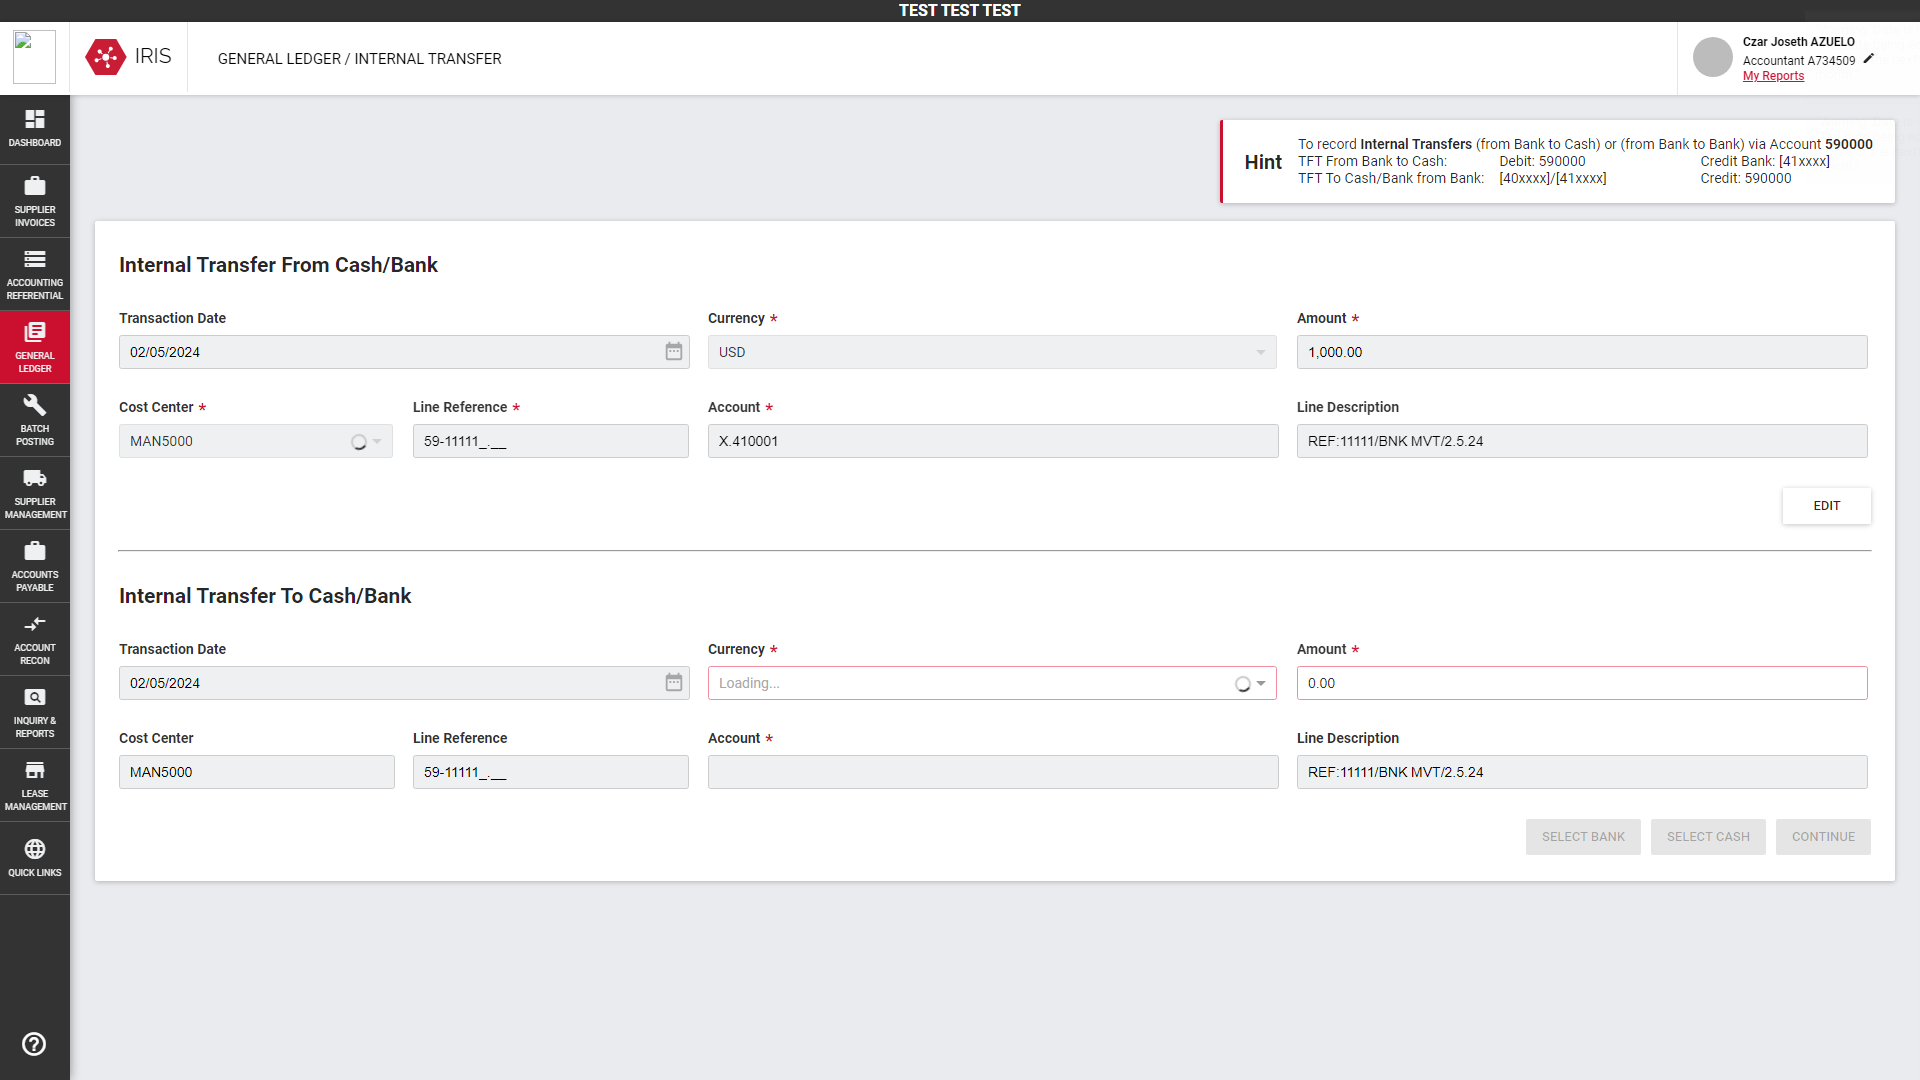 TEST TEST TEST
IRIS
GENERAL LEDGER / INTERNAL TRANSFER
Czar Joseth AZUELO
Accountant A734509
My Reports
DASHBOARD
SUPPLIER
INVOICES
ACCOUNTING
REFERENTIAL
GENERAL
LEDGER
BATCH
POSTING
SUPPLIER
MANAGEMENT
ACCOUNTS
PAYABLE
ACCOUNT
RECON
INQUIRY &
REPORTS
LEASE
MANAGEMENT
QUICK LINKS
Hint
To record Internal Transfers (from Bank to Cash) or (from Bank to Bank) via Account 590000
TFT From Bank to Cash: Debit: 590000 Credit Bank: [41xxxx]
TFT To Cash/Bank from Bank: [40xxxx]/[41xxxx] Credit: 590000
Internal Transfer From Cash/Bank
Transaction Date Currency * Amount *
02/05/2024 USD 1,000.00
Cost Center * Line Reference * Account * Line Description
MAN5000 59-11111_.__ X.410001 REF:11111/BNK MVT/2.5.24
EDIT
Internal Transfer To Cash/Bank
Transaction Date Currency * Amount *
02/05/2024 Loading... 0.00
Cost Center Line Reference Account * Line Description
MAN5000 59-11111_.__ REF:11111/BNK MVT/2.5.24
SELECT BANK SELECT CASH CONTINUE